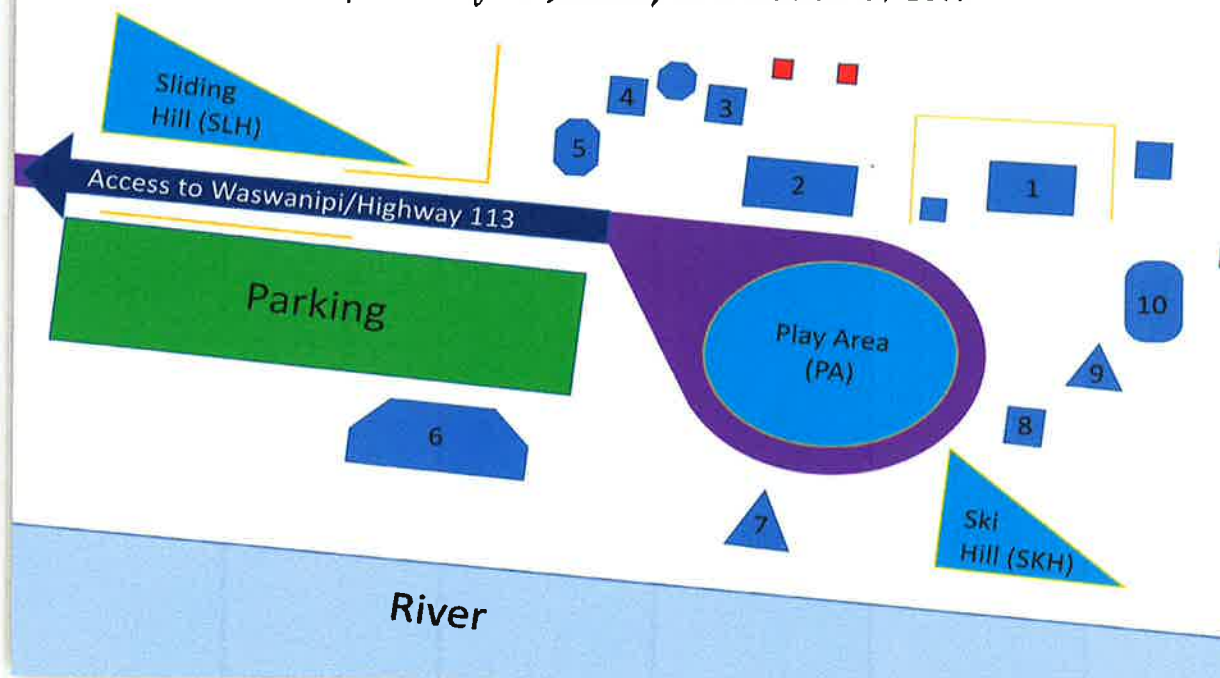 Sliding
Hill (SLH)
4
3
5
2
1
Access to Waswanipi/Highway 113
Parking
Play Area
(PA)
10
9
8
6
7
Ski
Hill (SKH)
River